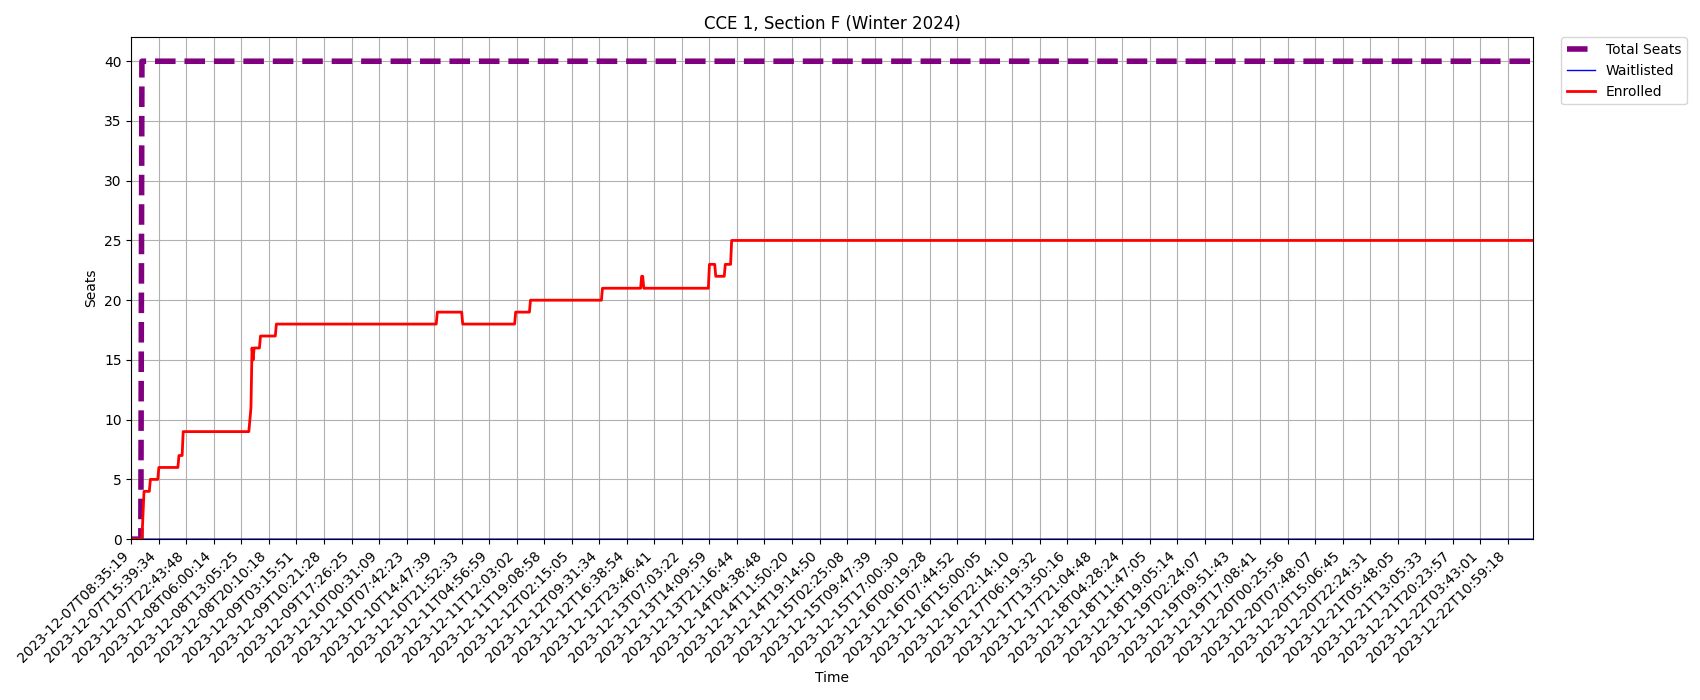 CCE 1, Section F (Winter 2024)
Total Seats
Waitlisted
Enrolled
Seats
40
35
30
25
20
15
10
5
0
2023-12-07T08:35:19
2023-12-07T15:39:34
2023-12-07T22:43:48
2023-12-08T06:00:14
2023-12-08T13:05:25
2023-12-08T20:10:18
2023-12-09T03:15:51
2023-12-09T10:21:28
2023-12-09T17:26:25
2023-12-10T00:31:09
2023-12-10T07:42:23
2023-12-10T14:47:39
2023-12-10T21:52:33
2023-12-11T04:56:59
2023-12-11T12:03:02
2023-12-11T19:08:58
2023-12-12T02:15:05
2023-12-12T09:31:34
2023-12-12T16:38:54
2023-12-12T23:46:41
2023-12-13T07:03:22
2023-12-13T14:09:59
2023-12-13T21:16:44
2023-12-14T04:38:48
2023-12-14T11:50:20
2023-12-14T19:14:50
2023-12-15T02:25:08
2023-12-15T09:47:39
2023-12-15T17:00:30
2023-12-16T00:19:28
2023-12-16T07:44:52
2023-12-16T15:00:05
2023-12-16T22:14:10
2023-12-17T06:19:32
2023-12-17T13:50:16
2023-12-17T21:04:48
2023-12-18T04:28:24
2023-12-18T11:47:05
2023-12-18T19:05:14
2023-12-19T02:24:07
2023-12-19T09:51:43
2023-12-19T17:08:41
2023-12-20T00:25:56
2023-12-20T07:48:07
2023-12-20T15:06:45
2023-12-20T22:24:31
2023-12-21T05:48:05
2023-12-21T13:05:33
2023-12-21T20:23:57
2023-12-22T03:43:01
2023-12-22T10:59:18
Time